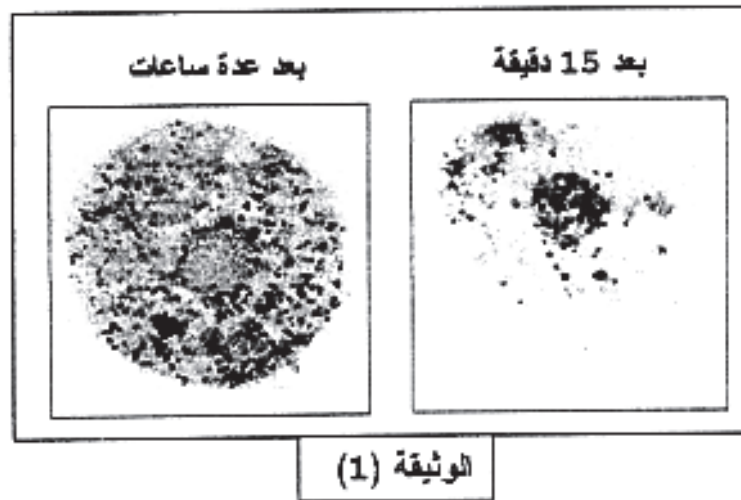 بعد 15 دقيقة
بعد عدة ساعات
الوثيقة (1)